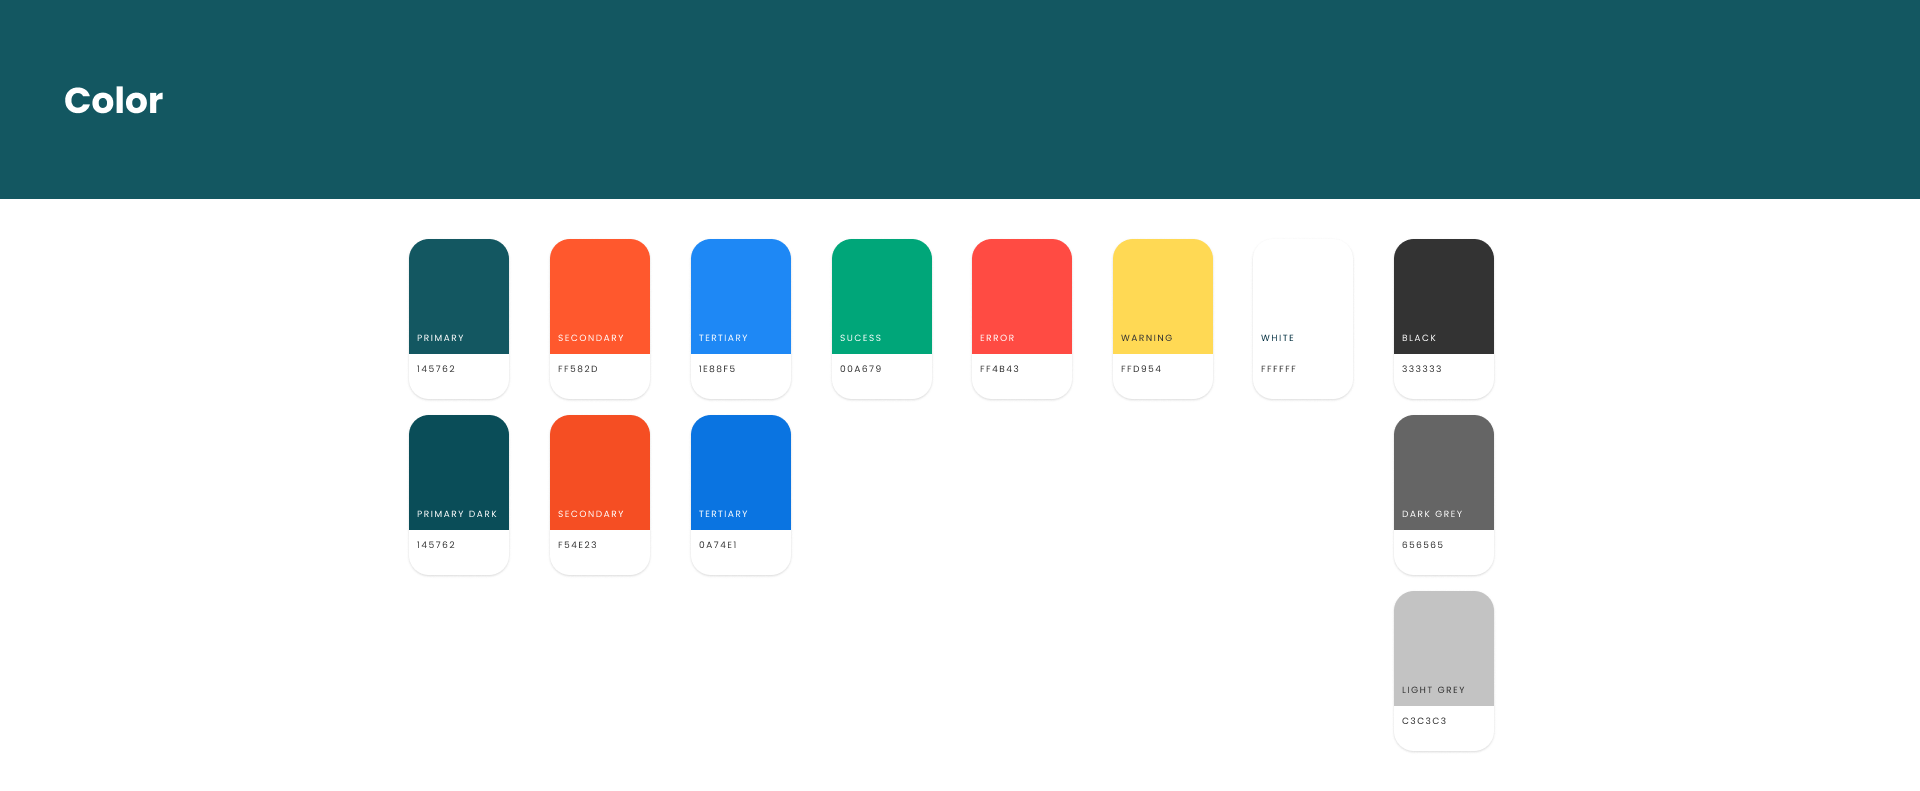 Color
PRIMARY
SECONDARY
TERTIARY
SUCESS
ERROR
WARNING
WHITE
BLACK
145762
FF582D
1E88F5
00A679
FF4B43
FFD954
FFFFFF
333333
PRIMARY DARK
SECONDARY
TERTIARY
DARK GREY
145762
F54E23
0A74E1
656565
LIGHT GREY
C3C3C3